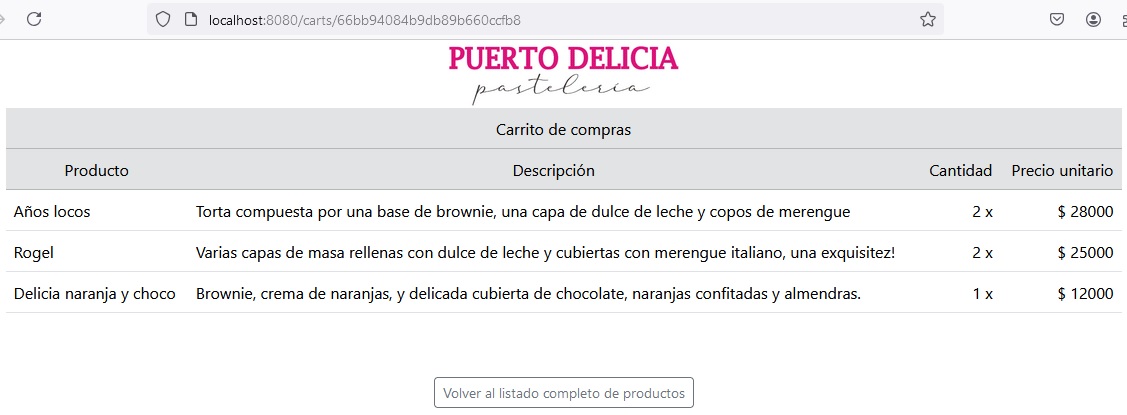 localhost:8080/carts/66bb94084b9db89b660ccfb8
PUERTO DELICIA
pastelería
Carrito de compras
Producto Descripción Cantidad Precio unitario
Años locos Torta compuesta por una base de brownie, una capa de dulce de leche y copos de merengue 2 x $ 28000
Rogel Varias capas de masa rellenas con dulce de leche y cubiertas con merengue italiano, una exquisitez! 2 x $ 25000
Delicia naranja y choco Brownie, crema de naranjas, y delicada cubierta de chocolate, naranjas confitadas y almendras. 1 x $ 12000
Volver al listado completo de productos